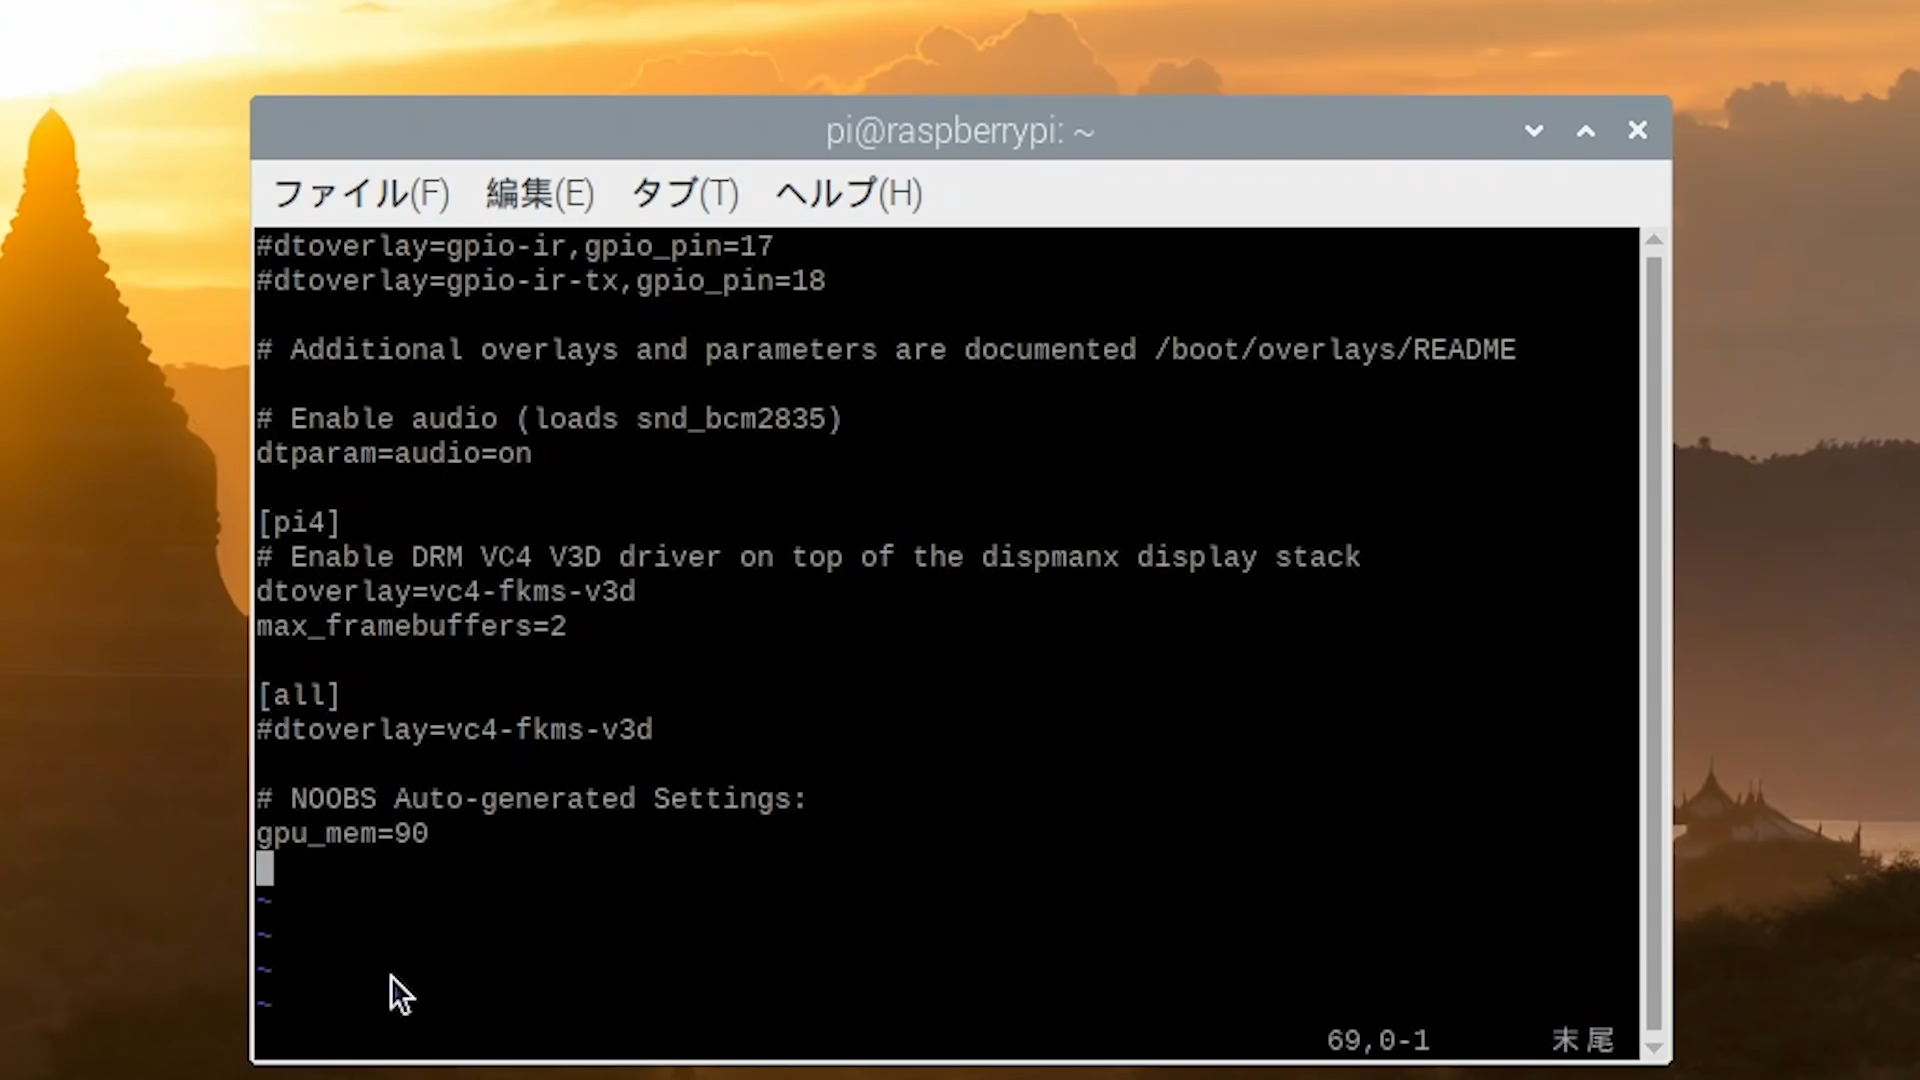 pi@raspberrypi: ~
ファイル(F) 編集(E) タブ(T) ヘルプ(H)
#dtoverlay=gpio-ir,gpio_pin=17
#dtoverlay=gpio-ir-tx,gpio_pin=18
# Additional overlays and parameters are documented /boot/overlays/README
# Enable audio (loads snd_bcm2835)
dtparam=audio=on
[pi4]
# Enable DRM VC4 V3D driver on top of the dispmanx display stack
dtoverlay=vc4-fkms-v3d
max_framebuffers=2
[all]
#dtoverlay=vc4-fkms-v3d
# NOOBS Auto-generated Settings:
gpu_mem=90
~
~
~
~
69,0-1 末尾